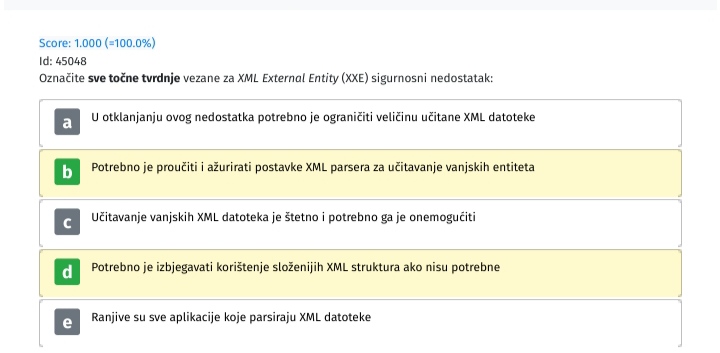 Score: 1.000 (=100.0%)
Id: 45048
Označite sve točne tvrdnje vezane za XML External Entity (XXE) sigurnosni nedostatak:
a U otklanjanju ovog nedostatka potrebno je ograničiti veličinu učitane XML datoteke
b Potrebno je proučiti i ažurirati postavke XML parsera za učitavanje vanjskih entiteta
c Učitavanje vanjskih XML datoteka je štetno i potrebno ga je onemogućiti
d Potrebno je izbjegavati korištenje složenijih XML struktura ako nisu potrebne
e Ranjive su sve aplikacije koje parsiraju XML datoteke